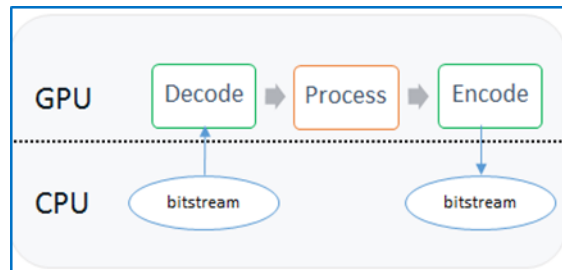 GPU
Decode
Process
Encode
CPU
bitstream
bitstream